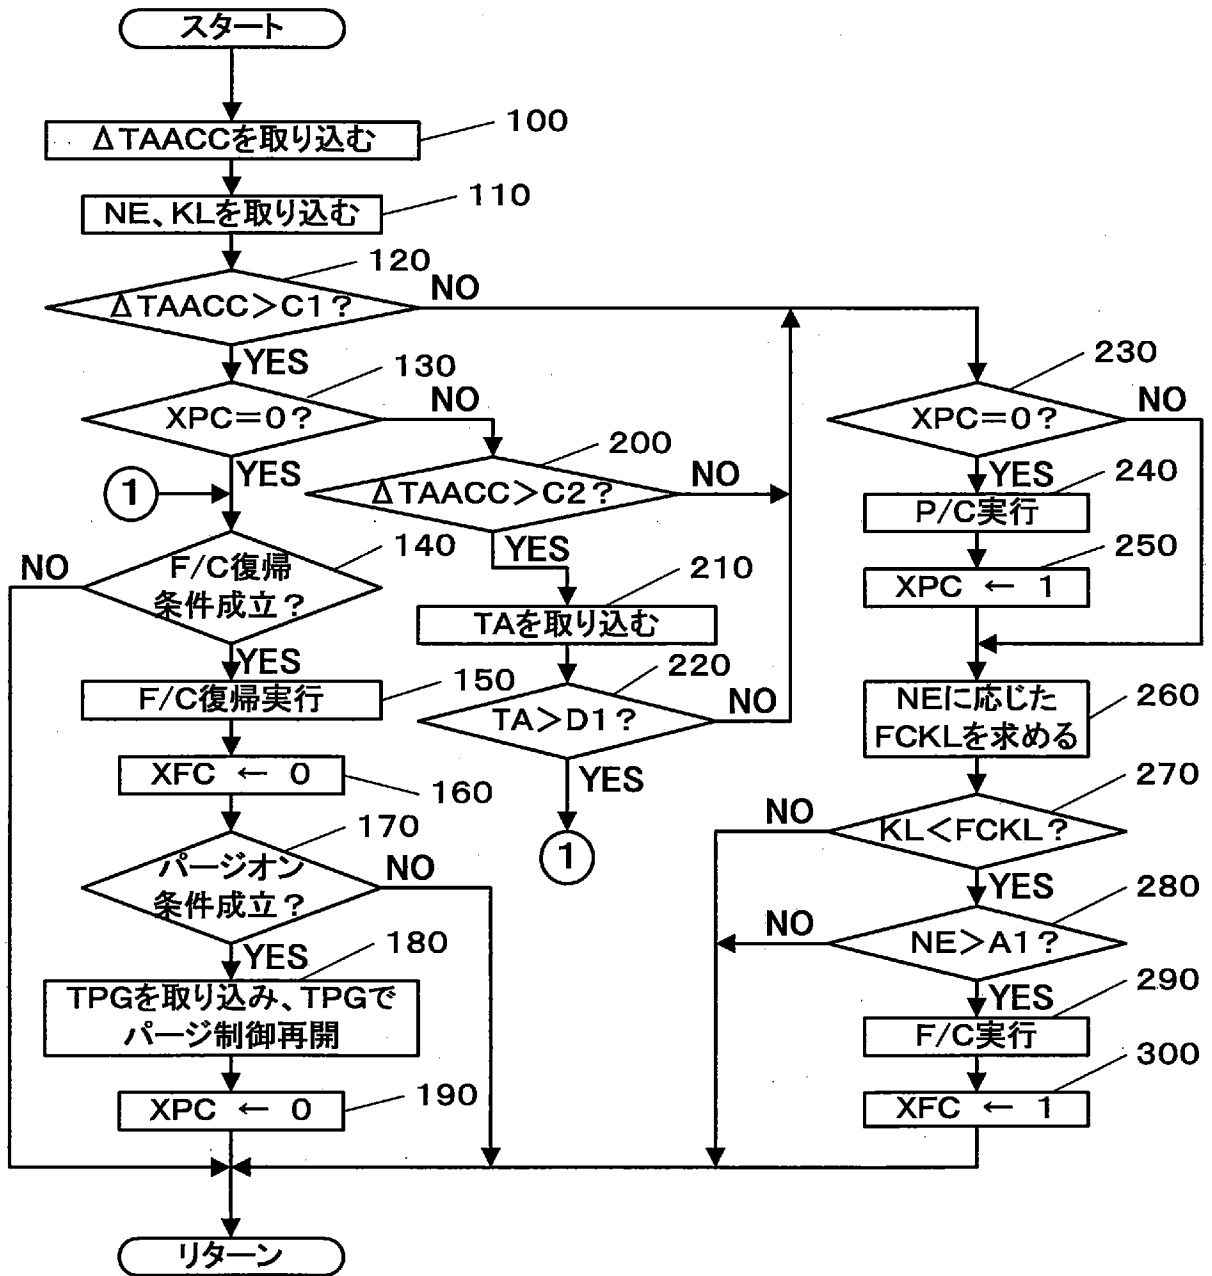 スタート
ΔTAACCを取り込む
100
NE、KLを取り込む
110
120
ΔTAACC>C1?
NO
YES
130
XPC=0?
NO
YES
1
200
ΔTAACC>C2?
NO
YES
140
F/C復帰
条件成立?
NO
YES
210
TAを取り込む
220
TA>D1?
NO
YES
1
150
F/C復帰実行
XFC ← 0
160
170
パージオン
条件成立?
NO
YES
180
TPGを取り込み、TPGで
パージ制御再開
XPC ← 0
190
230
XPC=0?
NO
YES
240
P/C実行
250
XPC ← 1
NEに応じた
FCKLを求める
260
270
KL<FCKL?
NO
YES
280
NE>A1?
NO
YES
290
F/C実行
300
XFC ← 1
リターン